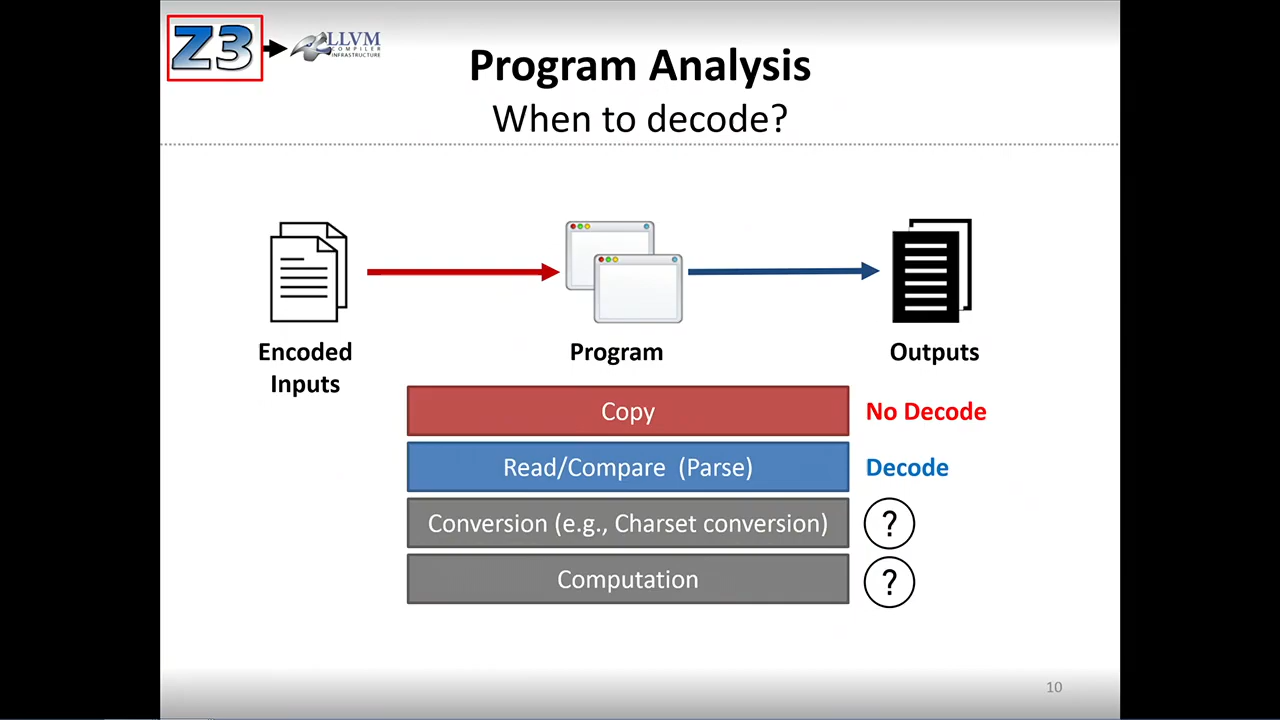 Z3
LLVM
COMPILER
INFRASTRUCTURE
Program Analysis
When to decode?
Encoded
Inputs
Program
Outputs
Copy
No Decode
Read/Compare (Parse)
Decode
Conversion (e.g., Charset conversion)
?
Computation
?
10